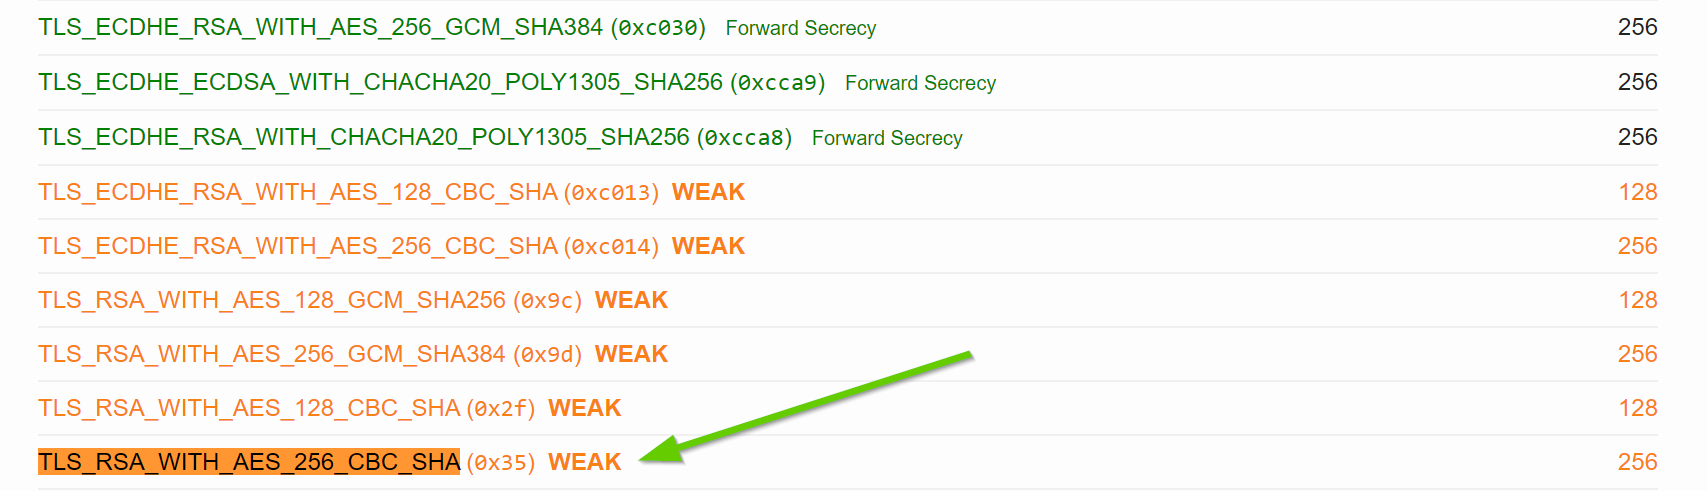 TLS_ECDHE_RSA_WITH_AES_256_GCM_SHA384 (0xc030) Forward Secrecy 256
TLS_ECDHE_ECDSA_WITH_CHACHA20_POLY1305_SHA256 (0xcca9) Forward Secrecy 256
TLS_ECDHE_RSA_WITH_CHACHA20_POLY1305_SHA256 (0xcca8) Forward Secrecy 256
TLS_ECDHE_RSA_WITH_AES_128_CBC_SHA (0xc013) WEAK 128
TLS_ECDHE_RSA_WITH_AES_256_CBC_SHA (0xc014) WEAK 256
TLS_RSA_WITH_AES_128_GCM_SHA256 (0x9c) WEAK 128
TLS_RSA_WITH_AES_256_GCM_SHA384 (0x9d) WEAK 256
TLS_RSA_WITH_AES_128_CBC_SHA (0x2f) WEAK 128
TLS_RSA_WITH_AES_256_CBC_SHA (0x35) WEAK 256